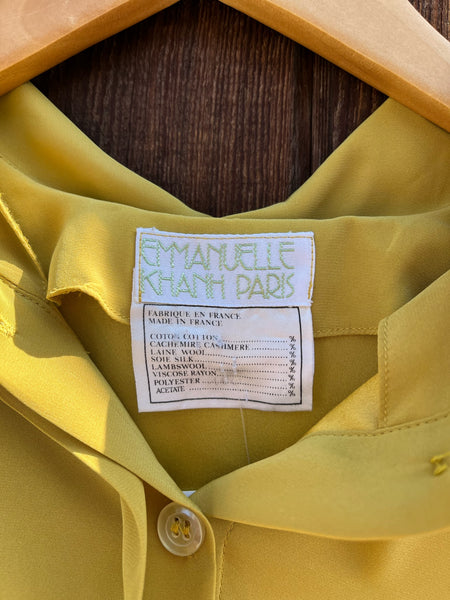 EMMANUELLE
KHANH PARIS
FABRIQUE EN FRANCE
MADE IN FRANCE
COTON COTTON %
CACHEMIRE CASHMERE %
LAINE WOOL %
SOIE SILK %
LAMBSWOOL %
VISCOSE RAYON %
POLYESTER %
ACETATE %